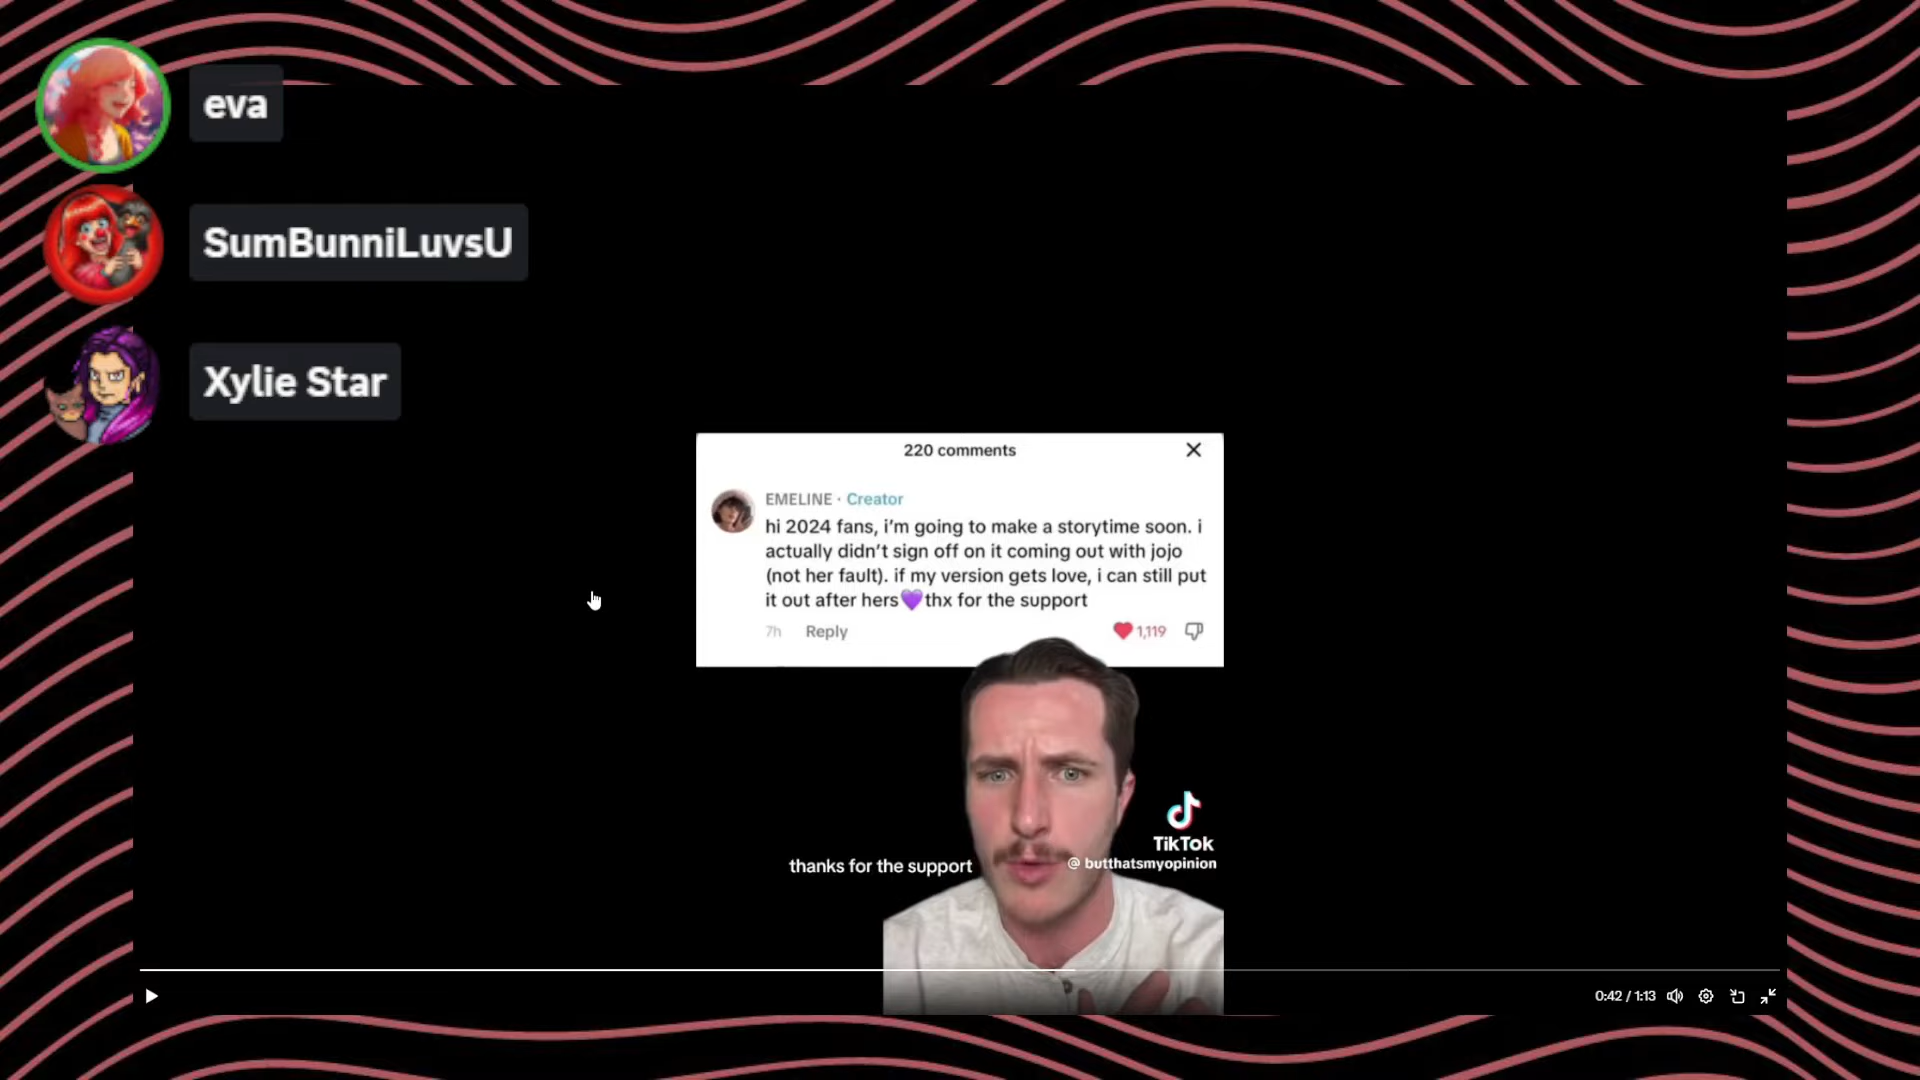 eva
SumBunniLuvsU
Xylie Star
220 comments
EMELINE · Creator
hi 2024 fans, i'm going to make a storytime soon. i
actually didn't sign off on it coming out with jojo
(not her fault). if my version gets love, i can still put
it out after hers💜thx for the support
7h Reply 1,119
TikTok
@ butthatsmyopinion
thanks for the support
0:42 / 1:13